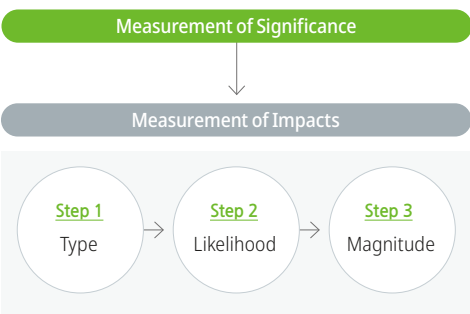 Measurement of Significance
Measurement of Impacts
Step 1
Type
Step 2
Likelihood
Step 3
Magnitude